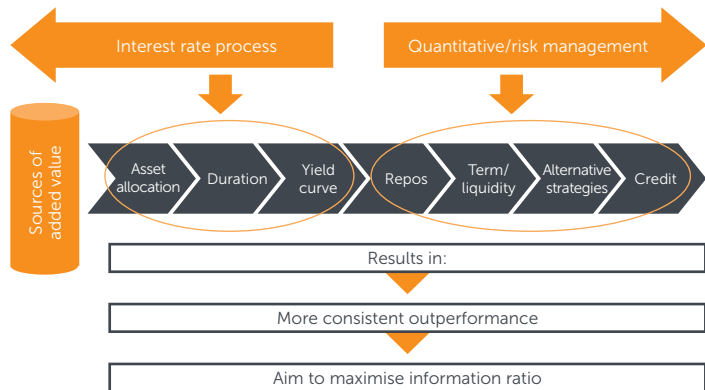 Interest rate process
Quantitative/risk management
Sources of
added value
Asset
allocation
Duration
Yield
curve
Repos
Term/
liquidity
Alternative
strategies
Credit
Results in:
More consistent outperformance
Aim to maximise information ratio